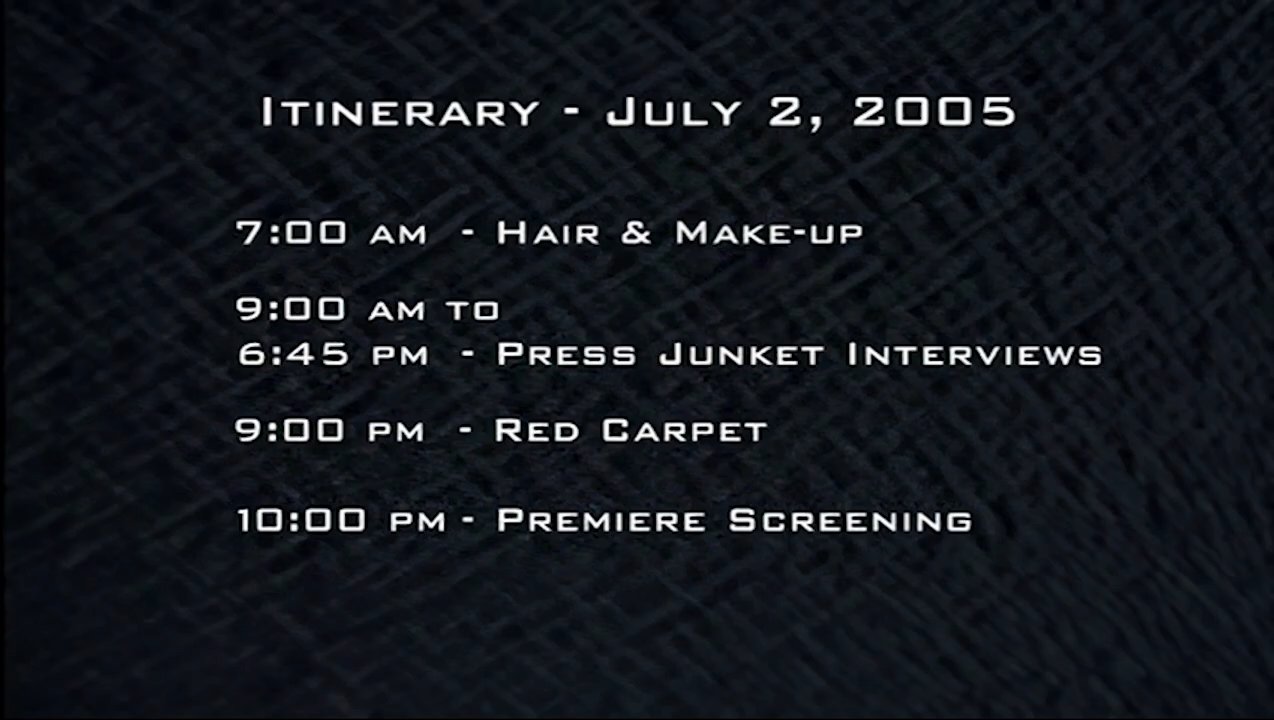 Itinerary - July 2, 2005
7:00 am - Hair & Make-up
9:00 am to
6:45 pm - Press Junket Interviews
9:00 pm - Red Carpet
10:00 pm - Premiere Screening